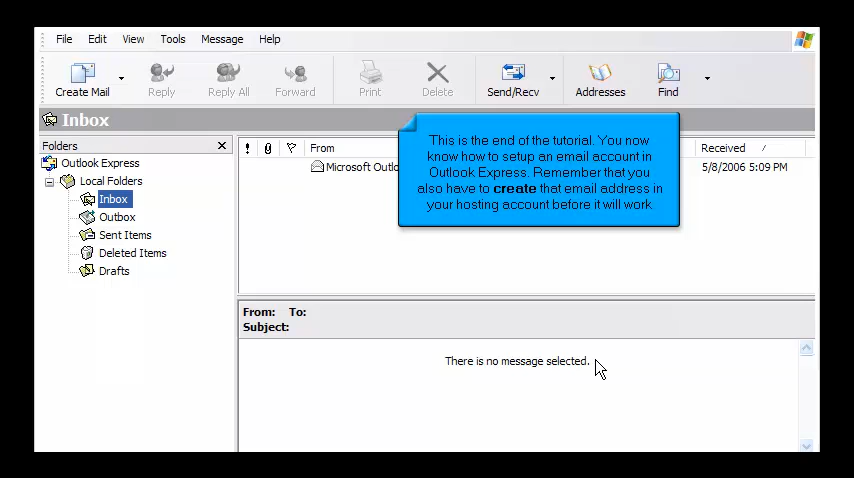 File Edit View Tools Message Help
Create Mail Reply Reply All Forward Print Delete Send/Recv Addresses Find
Inbox
Folders
Outlook Express
Local Folders
Inbox
Outbox
Sent Items
Deleted Items
Drafts
! From Received
Microsoft Outlo 5/8/2006 5:09 PM
This is the end of the tutorial. You now
know how to setup an email account in
Outlook Express. Remember that you
also have to create that email address in
your hosting account before it will work
From: To:
Subject:
There is no message selected.